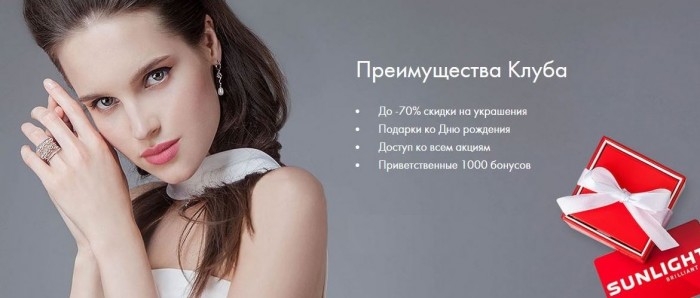 Преимущества Клуба
• До -70% скидки на украшения
• Подарки ко Дню рождения
• Доступ ко всем акциям
• Приветственные 1000 бонусов
SUNLIGHT
BRILLIANT